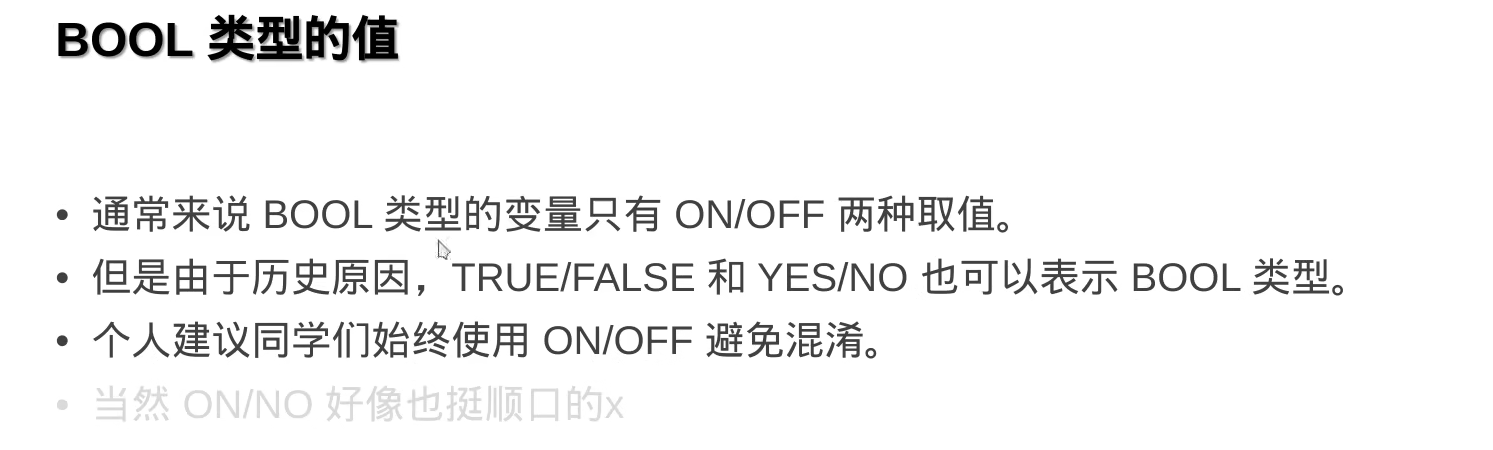 BOOL 类型的值
• 通常来说 BOOL 类型的变量只有 ON/OFF 两种取值。
• 但是由于历史原因，TRUE/FALSE 和 YES/NO 也可以表示 BOOL 类型。
• 个人建议同学们始终使用 ON/OFF 避免混淆。
• 当然 ON/NO 好像也挺顺口的x